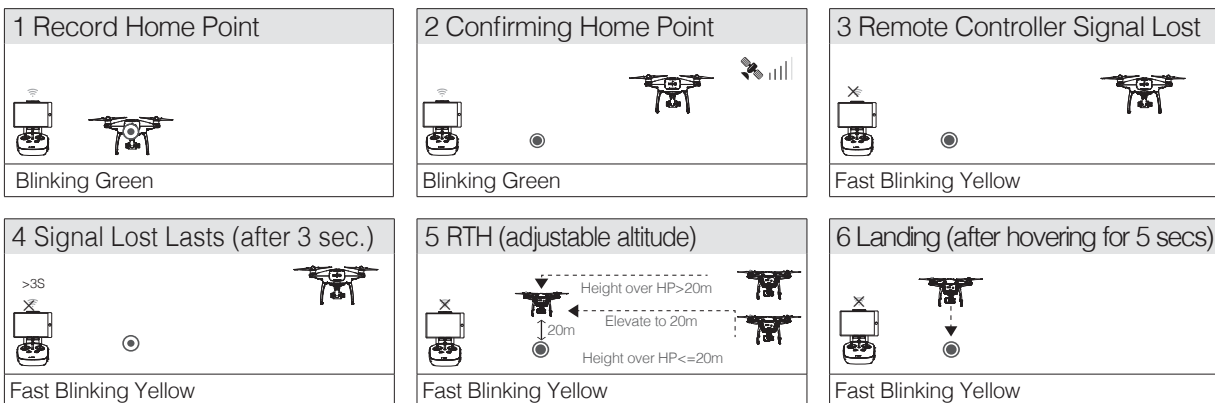 1 Record Home Point
Blinking Green
2 Confirming Home Point
Blinking Green
3 Remote Controller Signal Lost
Fast Blinking Yellow
4 Signal Lost Lasts (after 3 sec.)
>3S
Fast Blinking Yellow
5 RTH (adjustable altitude)
Height over HP>20m
Elevate to 20m
20m
Height over HP<=20m
Fast Blinking Yellow
6 Landing (after hovering for 5 secs)
Fast Blinking Yellow